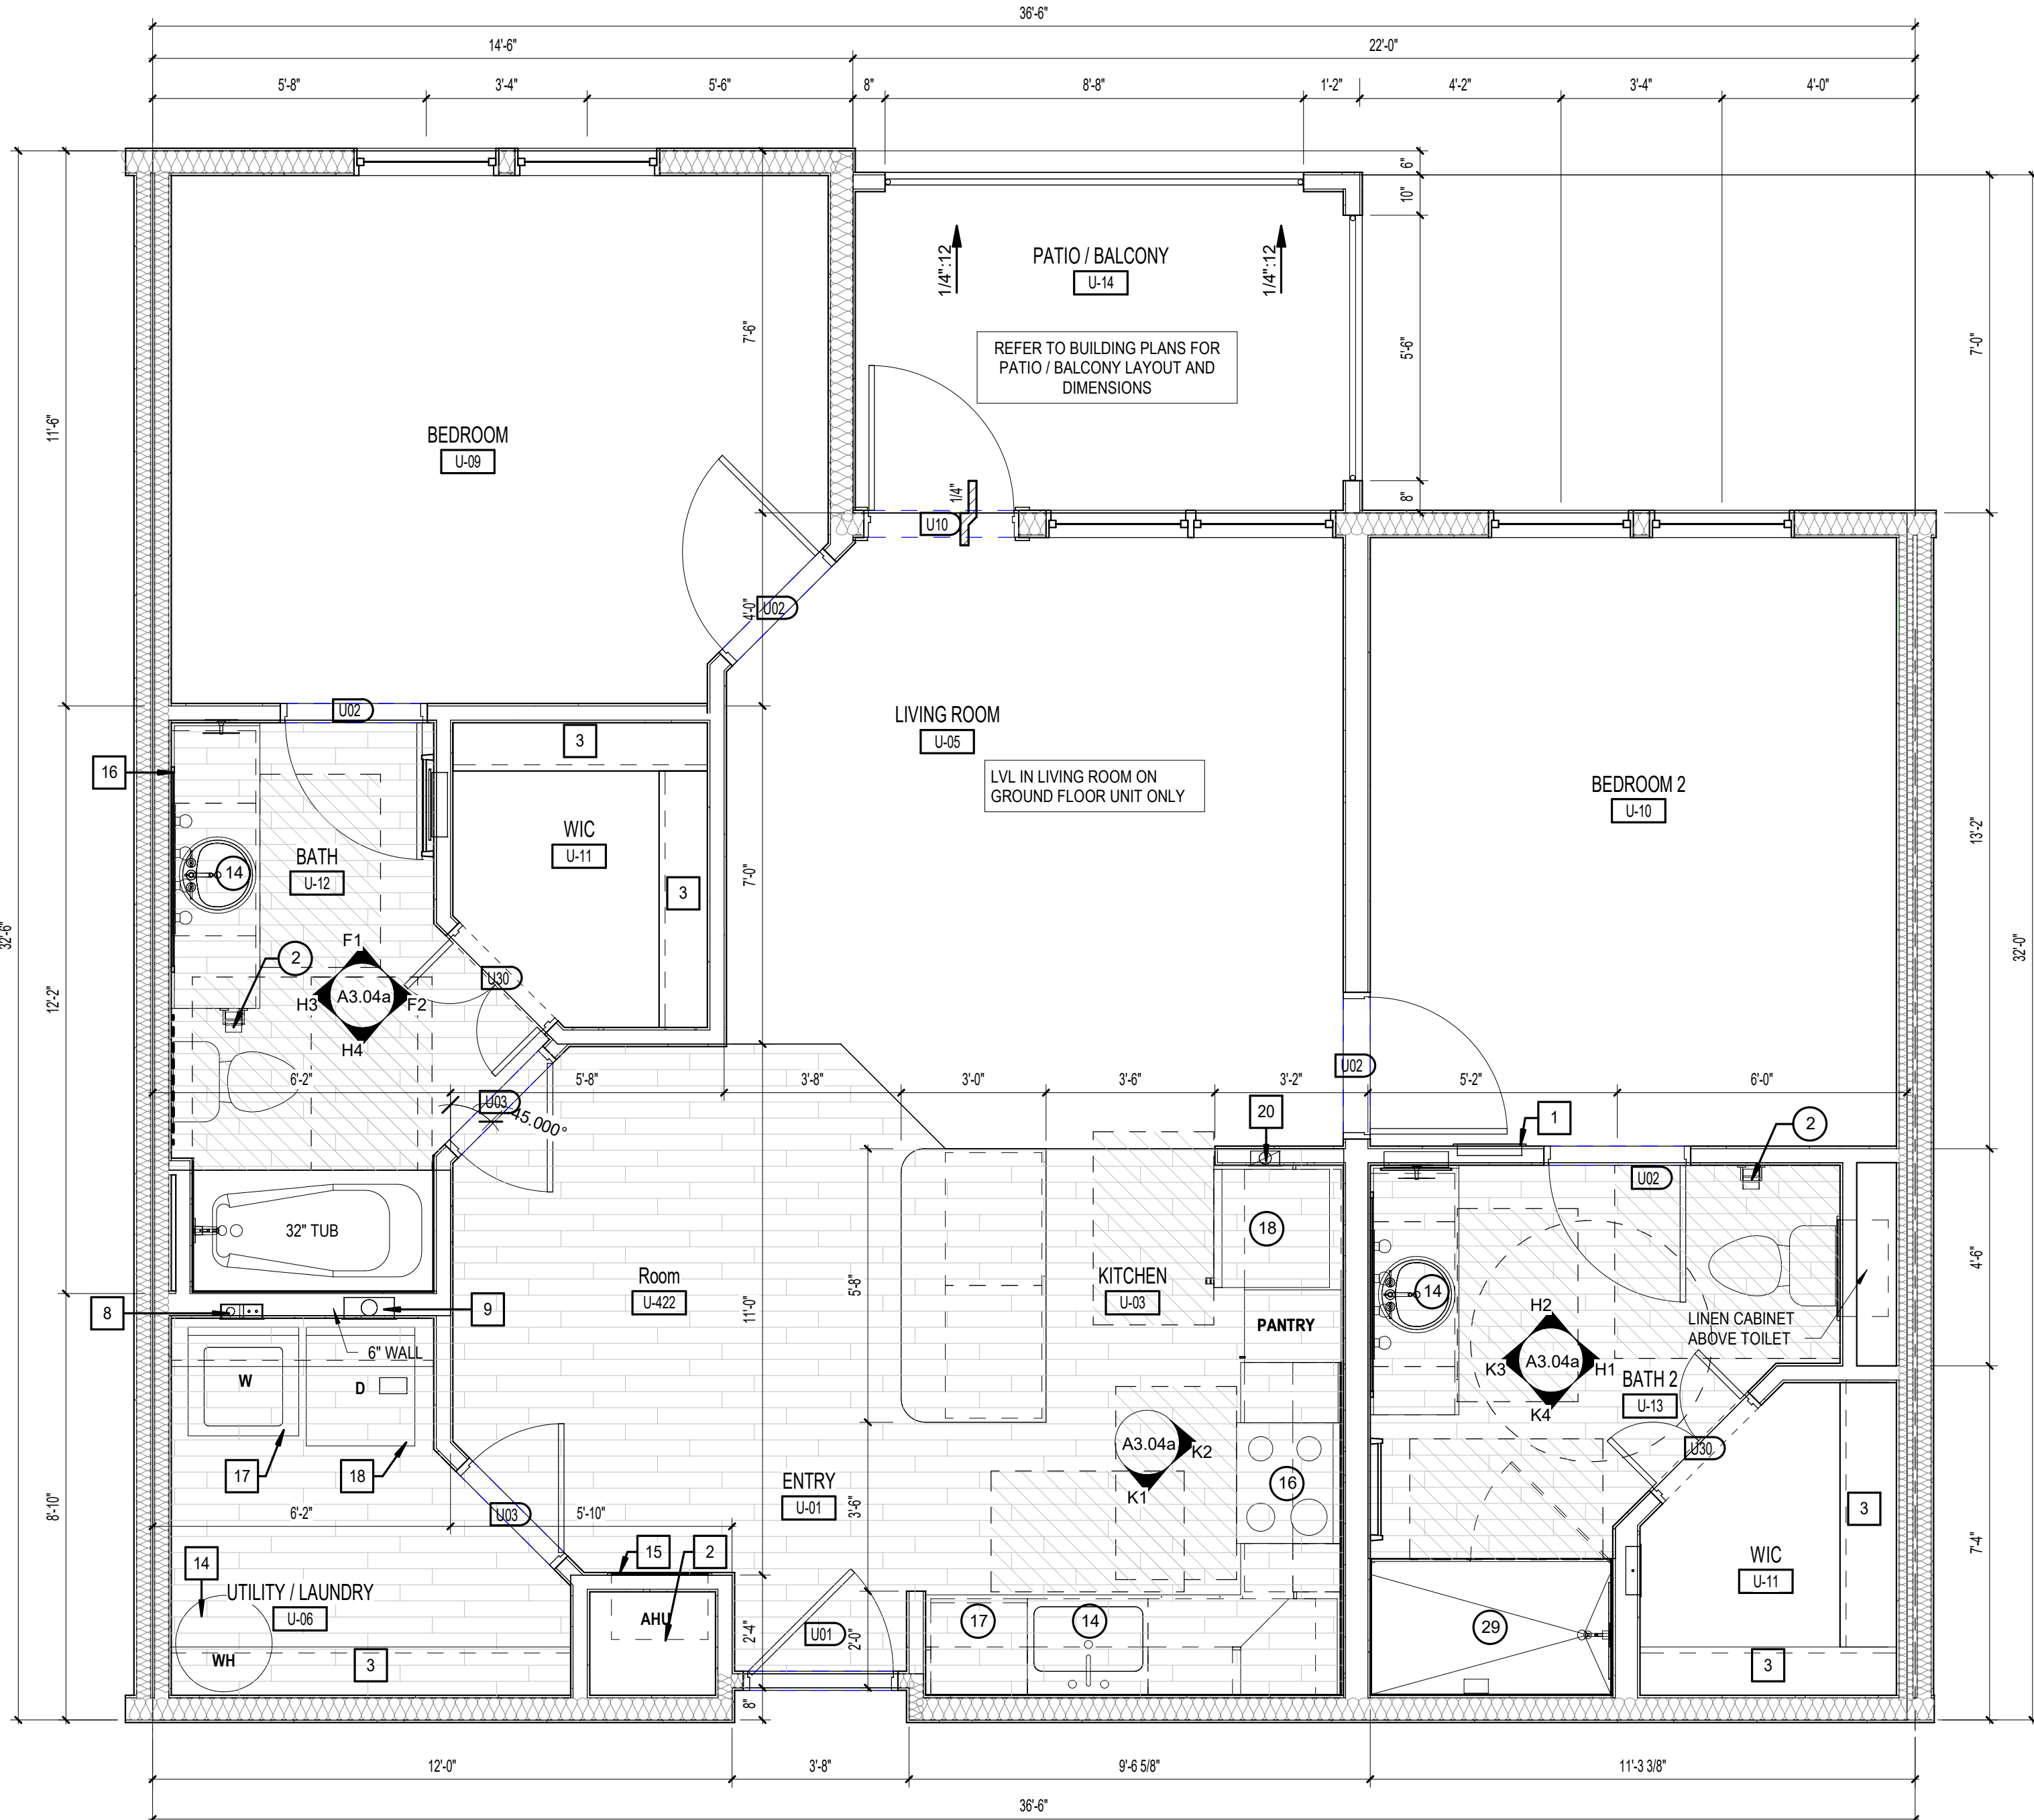 36'-6"
14'-6"
22'-0"
5'-8"
3'-4"
5'-6"
8"
8'-8"
1'-2"
4'-2"
3'-4"
4'-0"
6"
10"
5'-6"
8"
7'-0"
13'-2"
32'-0"
4'-6"
7'-4"
32'-6"
11'-6"
12'-2"
8'-10"
7'-6"
4'-0"
7'-0"
11'-0"
2'-4"
8"
PATIO / BALCONY
U-14
1/4":12
1/4":12
REFER TO BUILDING PLANS FOR
PATIO / BALCONY LAYOUT AND
DIMENSIONS
BEDROOM
U-09
1/4"
U10
U02
U02
LIVING ROOM
U-05
LVL IN LIVING ROOM ON
GROUND FLOOR UNIT ONLY
BEDROOM 2
U-10
3
16
WIC
U-11
3
BATH
U-12
14
2
F1
H3
A3.04a
F2
H4
U30
U02
6'-2"
5'-8"
3'-8"
3'-0"
3'-6"
3'-2"
5'-2"
6'-0"
U03
45.000°
20
1
2
U02
32" TUB
18
5'-8"
Room
U-422
KITCHEN
U-03
PANTRY
14
LINEN CABINET
ABOVE TOILET
8
9
6" WALL
W
D
H2
K3
A3.04a
H1
K4
BATH 2
U-13
U30
A3.04a
K2
K1
17
18
ENTRY
U-01
16
3'-6"
6'-2"
U03
5'-10"
3
14
15
2
WIC
U-11
UTILITY / LAUNDRY
U-06
AHU
U01
2'-0"
17
14
29
WH
3
3
12'-0"
3'-8"
9'-6 5/8"
11'-3 3/8"
36'-6"